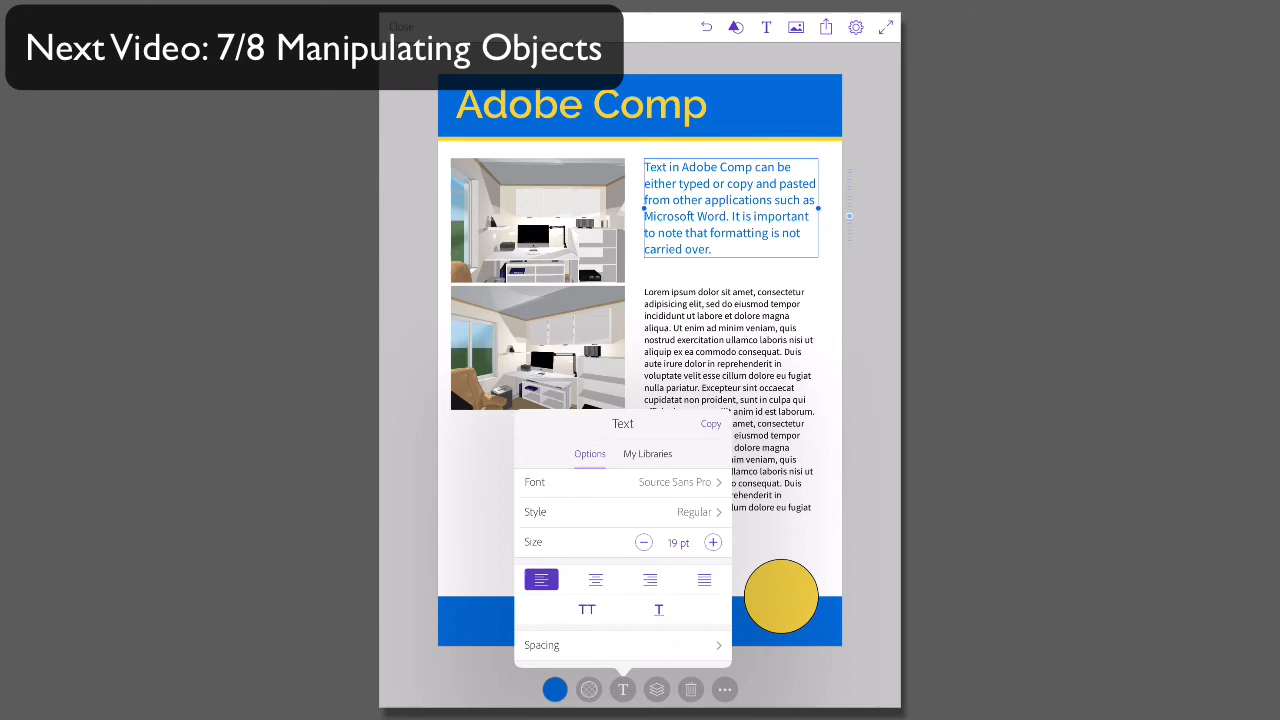 Next Video: 7/8 Manipulating Objects
Close
T
Adobe Comp
Text in Adobe Comp can be
either typed or copy and pasted
from other applications such as
Microsoft Word. It is important
to note that formatting is not
carried over.
Lorem ipsum dolor sit amet, consectetur
adipisicing elit, sed do eiusmod tempor
incididunt ut labore et dolore magna
aliqua. Ut enim ad minim veniam, quis
nostrud exercitation ullamco laboris nisi ut
aliquip ex ea commodo consequat. Duis
aute irure dolor in reprehenderit in
voluptate velit esse cillum dolore eu fugiat
nulla pariatur. Excepteur sint occaecat
cupidatat non proident, sunt in culpa qui
anim id est laborum.
amet, consectetur
eiusmod tempor
dolore magna
veniam, quis
laboris nisi ut
consequat. Duis
rehenderit in
lum dolore eu fugiat
Text
Copy
Options My Libraries
Font Source Sans Pro
Style Regular
Size 19 pt
TT T
Spacing
T